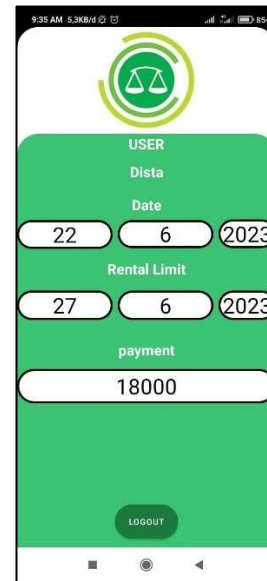 9:35 AM 5,3KB/d
USER
Dista
Date
22 6 2023
Rental Limit
27 6 2023
payment
18000
LOGOUT